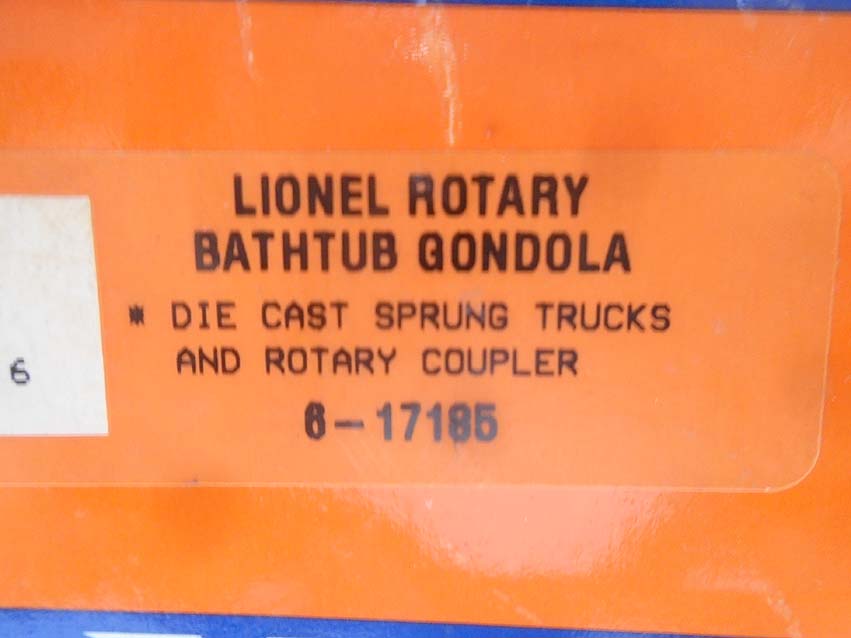 LIONEL ROTARY
BATHTUB GONDOLA
* DIE CAST SPRUNG TRUCKS
AND ROTARY COUPLER
6-17185
6